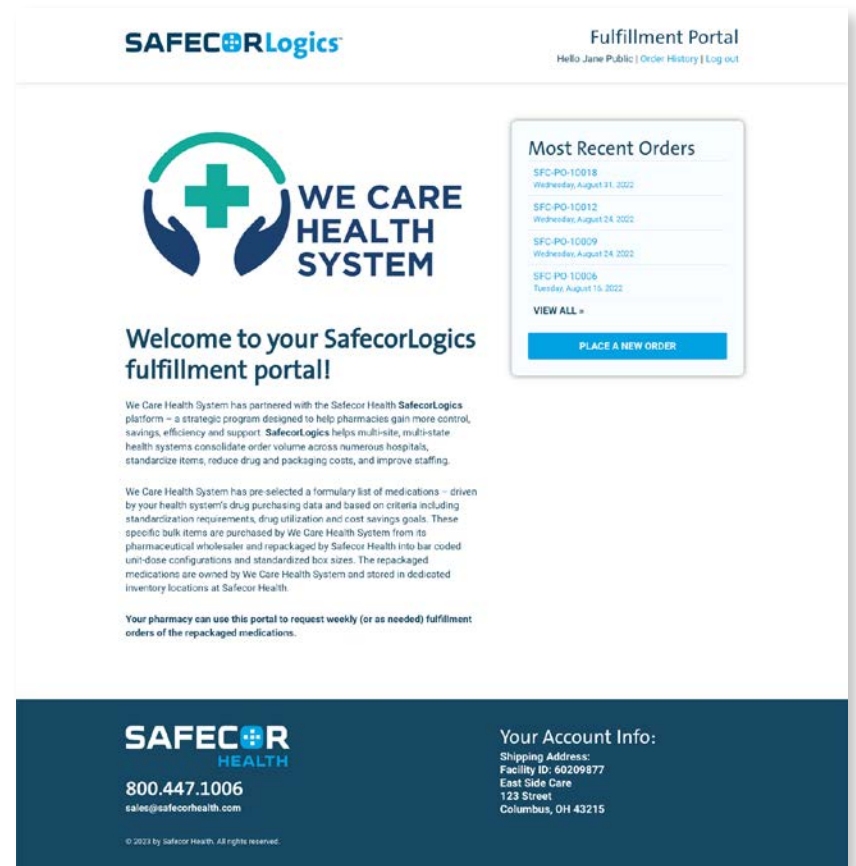 SAFECORLogics™
Fulfillment Portal
Hello Jane Public | Order History | Log out
WE CARE
HEALTH
SYSTEM
Most Recent Orders
SFC-PO-10018
Wednesday, August 31, 2022
SFC-PO-10012
Wednesday, August 24, 2022
SFC-PO-10009
Wednesday, August 24, 2022
SFC-PO-10006
Tuesday, August 16, 2022
VIEW ALL »
PLACE A NEW ORDER
Welcome to your SafecorLogics
fulfillment portal!
We Care Health System has partnered with the Safecor Health SafecorLogics
platform – a strategic program designed to help pharmacies gain more control,
savings, efficiency and support. SafecorLogics helps multi-site, multi-state
health systems consolidate order volume across numerous hospitals,
standardize items, reduce drug and packaging costs, and improve staffing.
We Care Health System has pre-selected a formulary list of medications – driven
by your health system's drug purchasing data and based on criteria including
standardization requirements, drug utilization and cost savings goals. These
specific bulk items are purchased by We Care Health System from its
pharmaceutical wholesaler and repackaged by Safecor Health into bar coded
unit-dose configurations and standardized box sizes. The repackaged
medications are owned by We Care Health System and stored in dedicated
inventory locations at Safecor Health.
Your pharmacy can use this portal to request weekly (or as needed) fulfillment
orders of the repackaged medications.
SAFECOR
HEALTH
800.447.1006
sales@safecorhealth.com
© 2023 by Safecor Health. All rights reserved.
Your Account Info:
Shipping Address:
Facility ID: 60209877
East Side Care
123 Street
Columbus, OH 43215